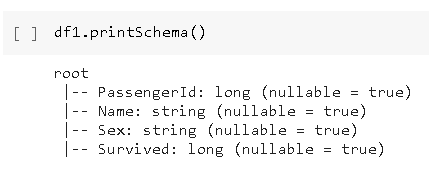 [ ] df1.printSchema()
root
 |-- PassengerId: long (nullable = true)
 |-- Name: string (nullable = true)
 |-- Sex: string (nullable = true)
 |-- Survived: long (nullable = true)